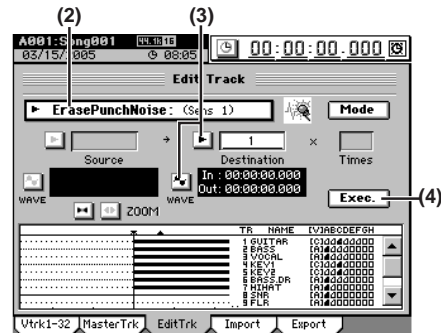 (2) (3)
A001:Song001 44.1k 16
03/15/2005 08:05 00:00:00.000
Edit Track
ErasePunchNoise: (Sens 1) Mode
→ 1 ×
Source Destination Times
In : 00:00:00.000
Out: 00:00:00.000
WAVE WAVE Exec. (4)
ZOOM
TR NAME [V]ABCDEFGH
1 GUITAR
2 BASS
3 VOCAL
4 KEY1
5 KEY2
6 BASS.DR
7 HIHAT
8 SNR
9 FLR
Vtrk1-32 MasterTrk EditTrk Import Export